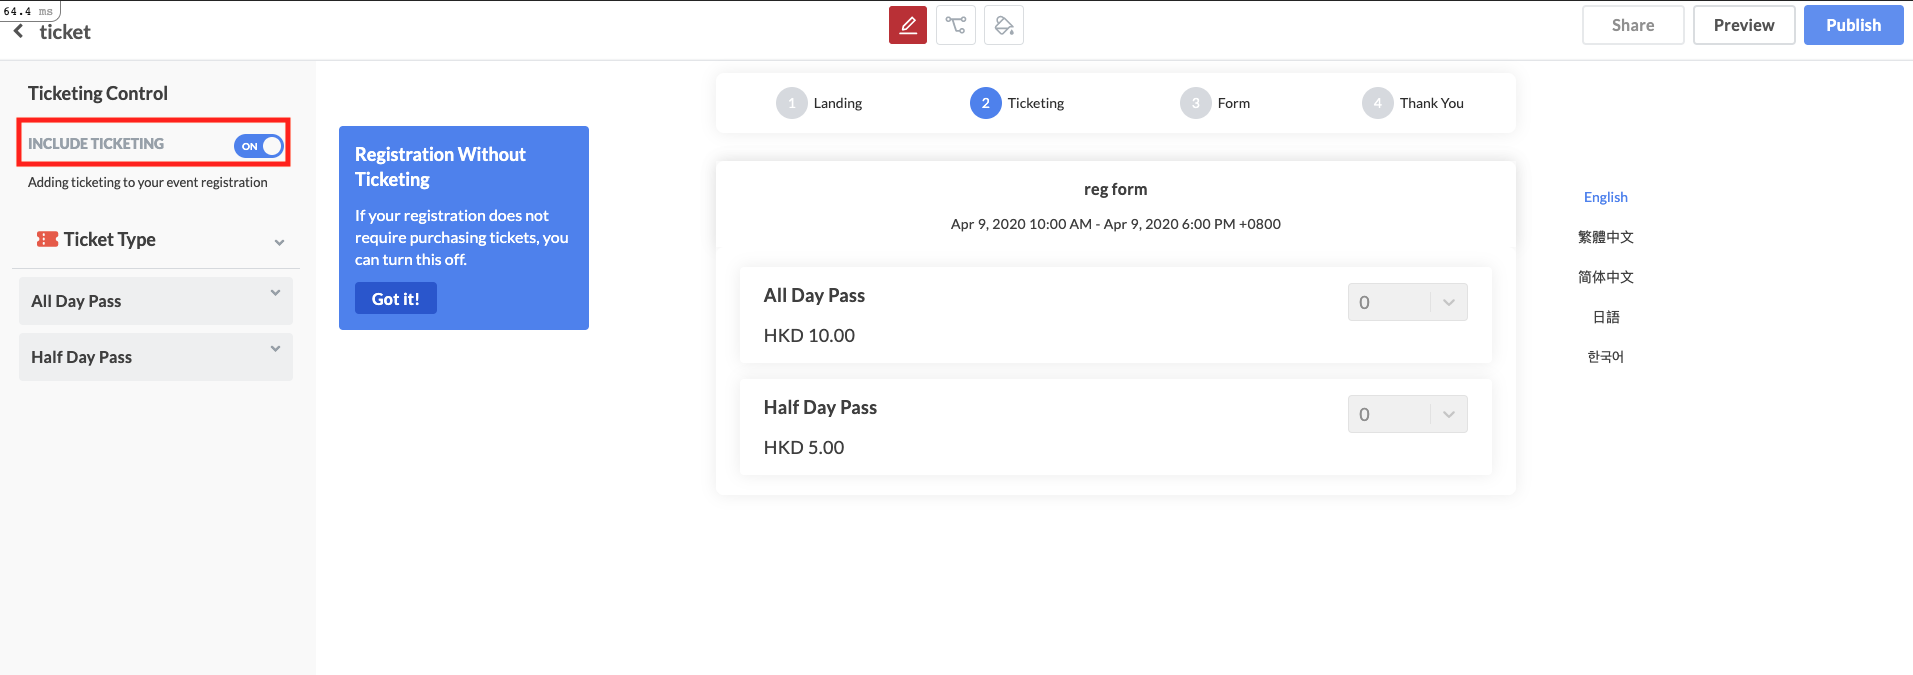 64.4 ms
ticket
Share
Preview
Publish
Ticketing Control
INCLUDE TICKETING
ON
Adding ticketing to your event registration
Ticket Type
All Day Pass
Half Day Pass
Registration Without
Ticketing
If your registration does not
require purchasing tickets, you
can turn this off.
Got it!
1 Landing
2 Ticketing
3 Form
4 Thank You
reg form
Apr 9, 2020 10:00 AM - Apr 9, 2020 6:00 PM +0800
All Day Pass
0
HKD 10.00
Half Day Pass
0
HKD 5.00
English
繁體中文
简体中文
日語
한국어